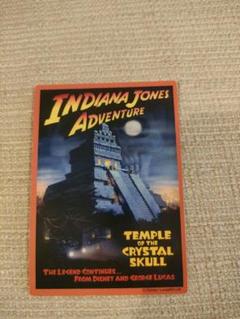 INDIANA JONES
ADVENTURE
TEMPLE
OF THE
CRYSTAL
SKULL
THE LEGEND CONTINUES...
FROM DISNEY AND GEORGE LUCAS